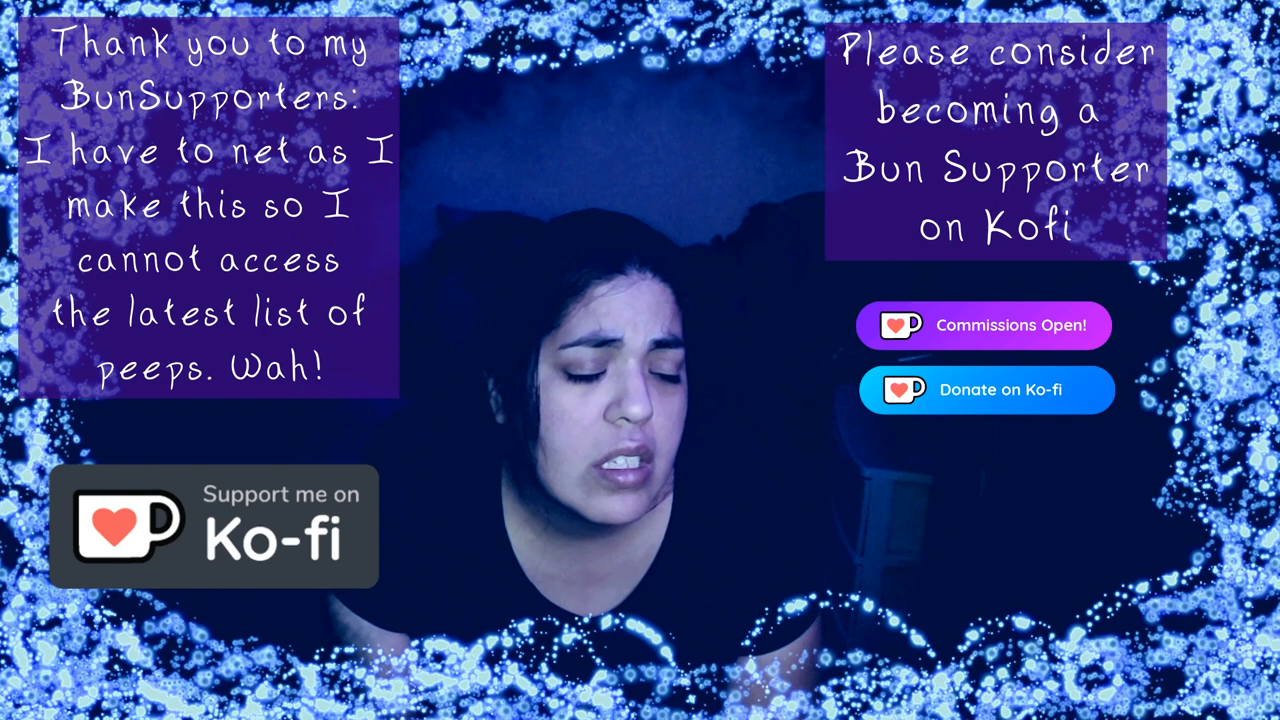 Thank you to my
BunSupporters:
I have to net as I
make this so I
cannot access
the latest list of
peeps. Wah!
Support me on
Ko-fi
Please consider
becoming a
Bun Supporter
on Kofi
Commissions Open!
Donate on Ko-fi